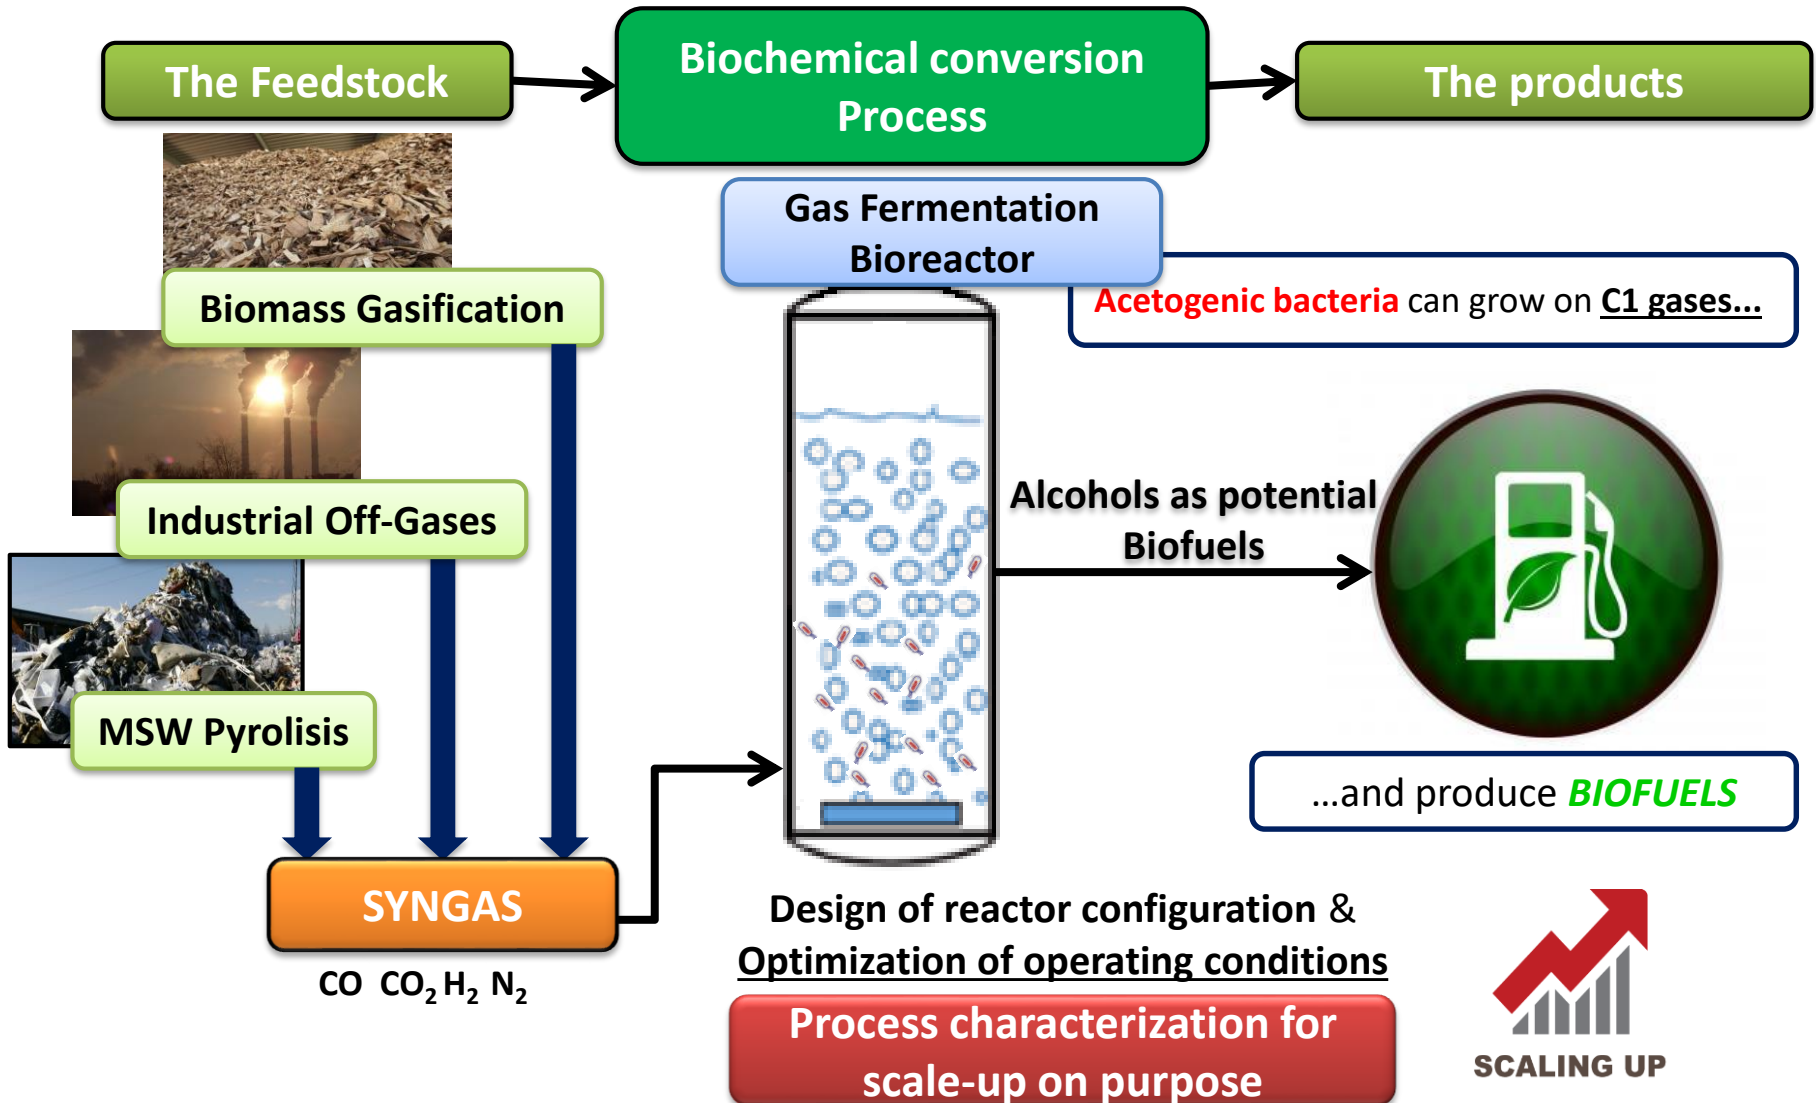 The Feedstock
Biochemical conversion
Process
The products
Gas Fermentation
Bioreactor
Acetogenic bacteria can grow on C1 gases...
Biomass Gasification
Industrial Off-Gases
MSW Pyrolisis
Alcohols as potential
Biofuels
...and produce BIOFUELS
SYNGAS
CO CO₂ H₂ N₂
Design of reactor configuration &
Optimization of operating conditions
Process characterization for
scale-up on purpose
SCALING UP